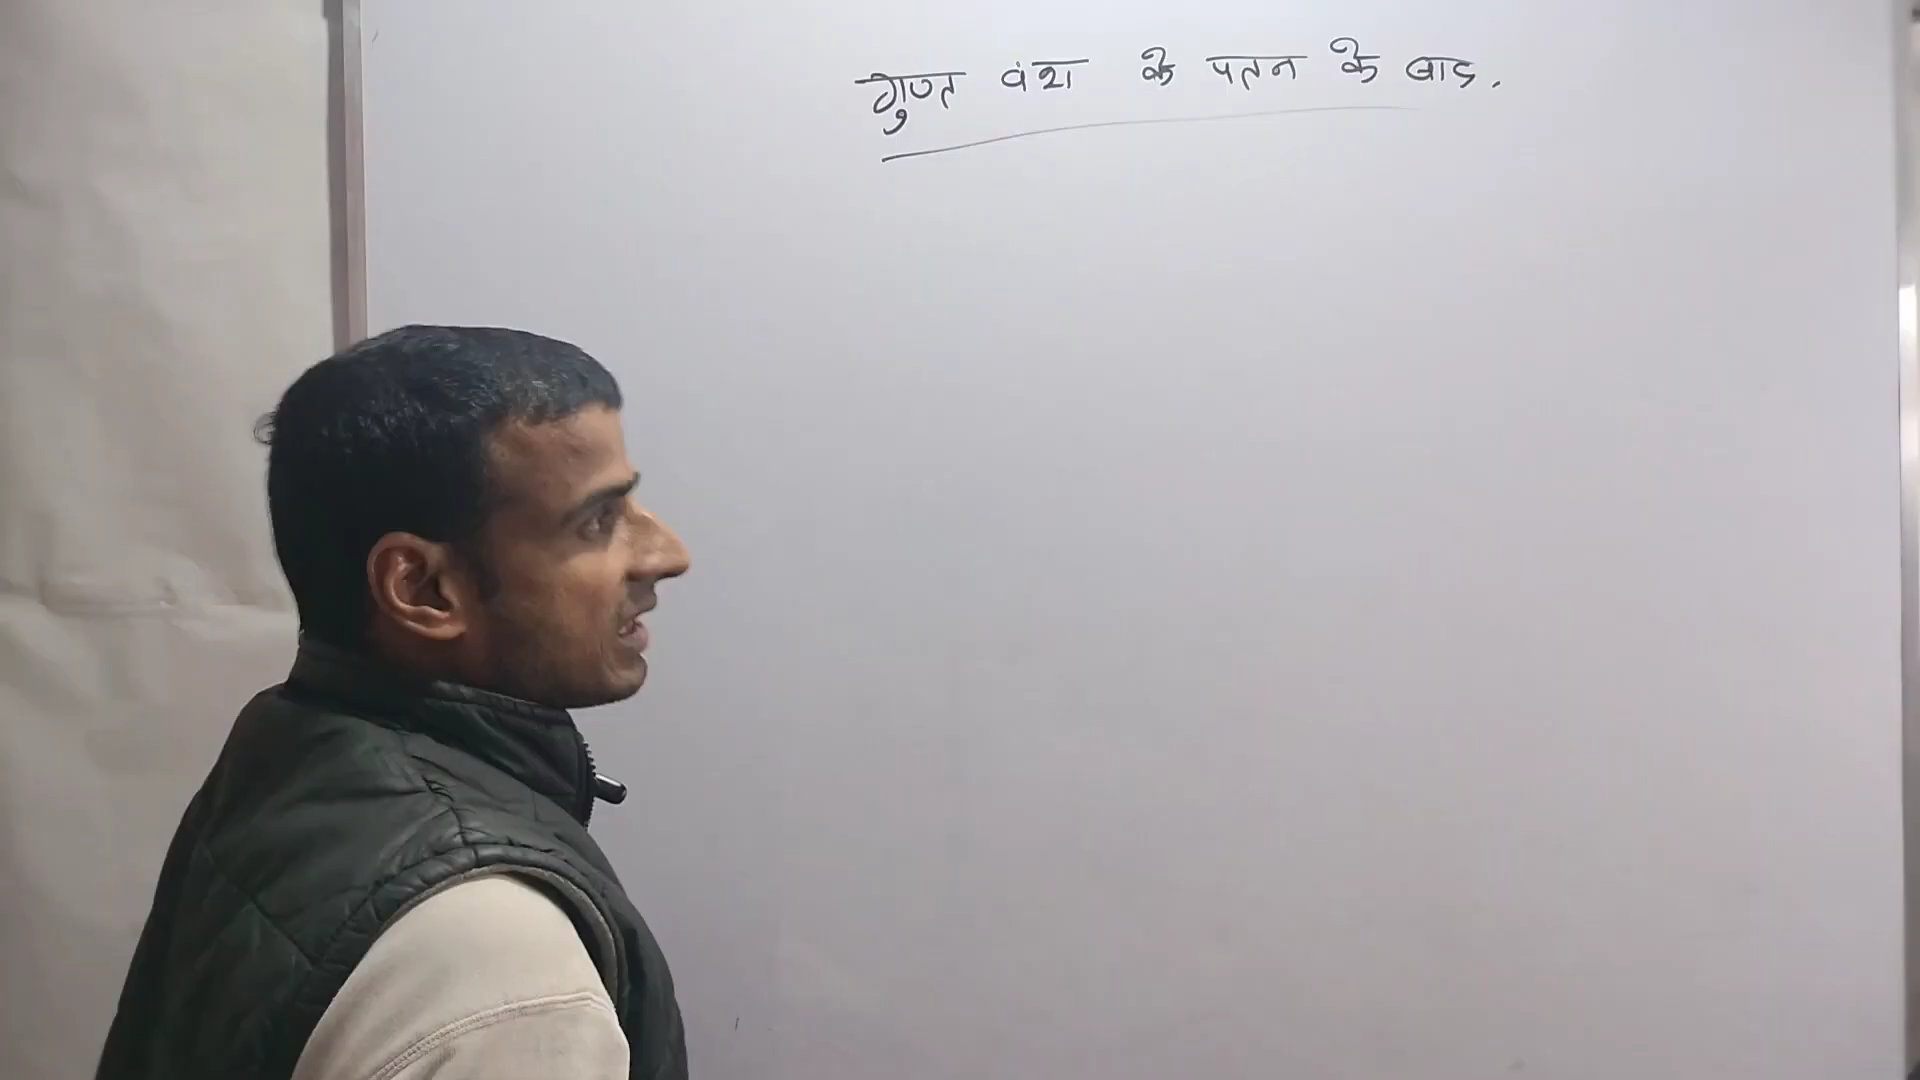 गुप्त वंश के पतन के बाद.